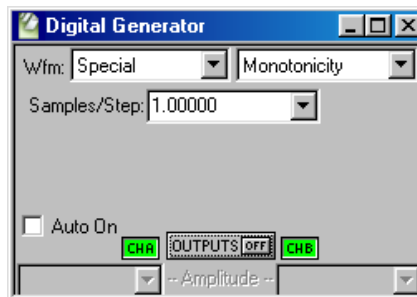 Digital Generator
Wfm: Special Monotonicity
Samples/Step: 1.00000
Auto On
CHA OUTPUTS OFF CHB
-- Amplitude --